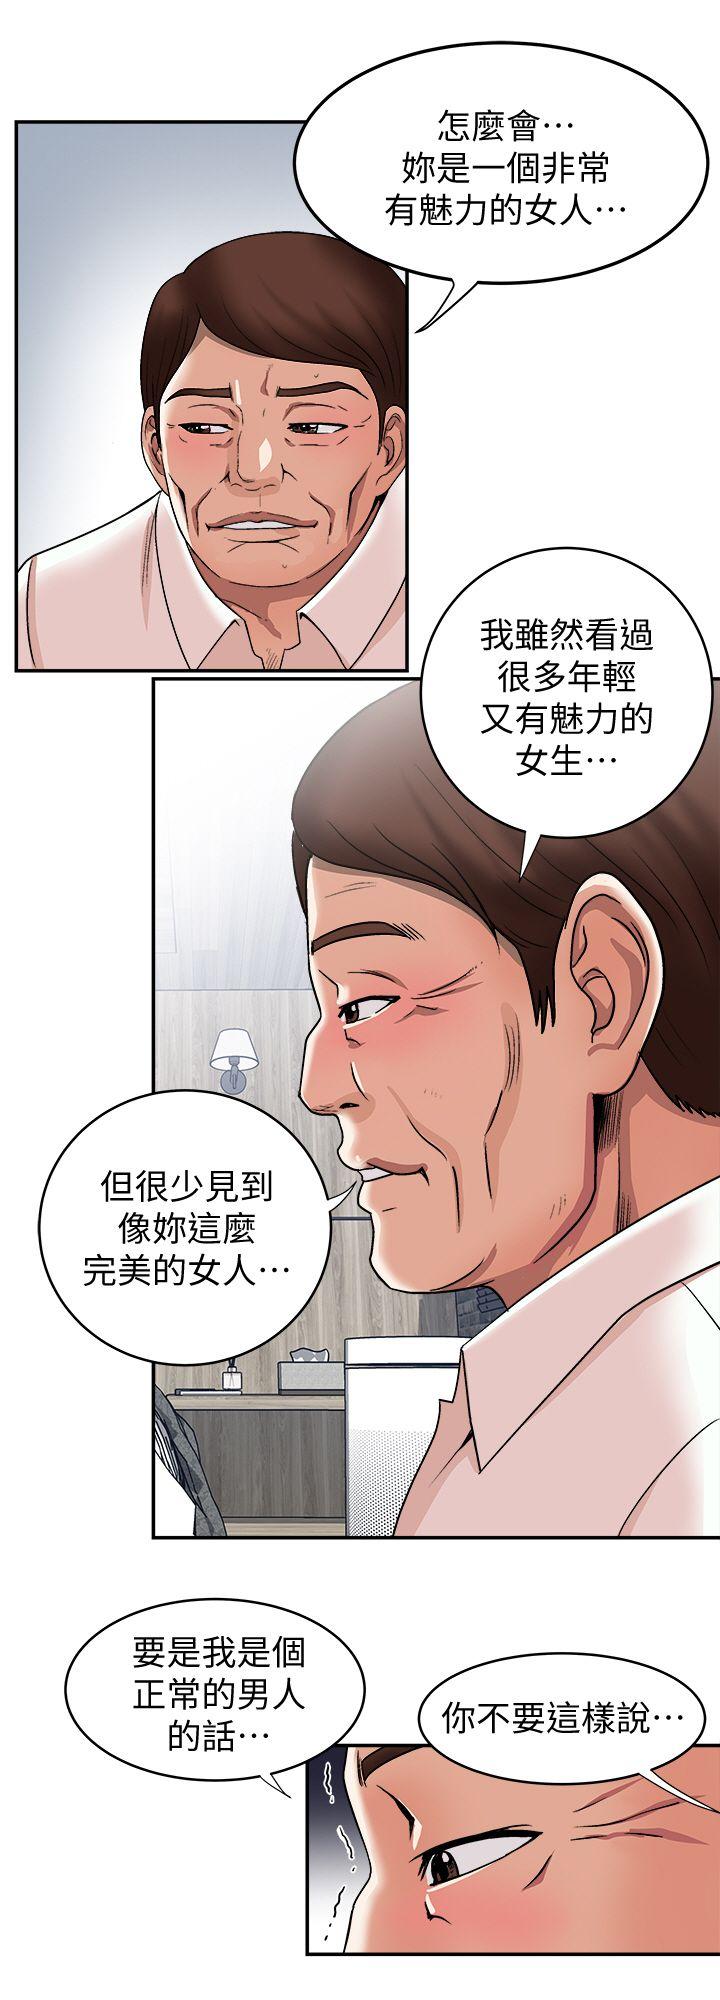 怎麼會⋯
妳是一個非常
有魅力的女人⋯
我雖然看過
很多年輕
又有魅力的
女生⋯
但很少見到
像妳這麼
完美的女人⋯
要是我是個
正常的男人
的話⋯
你不要這樣說⋯